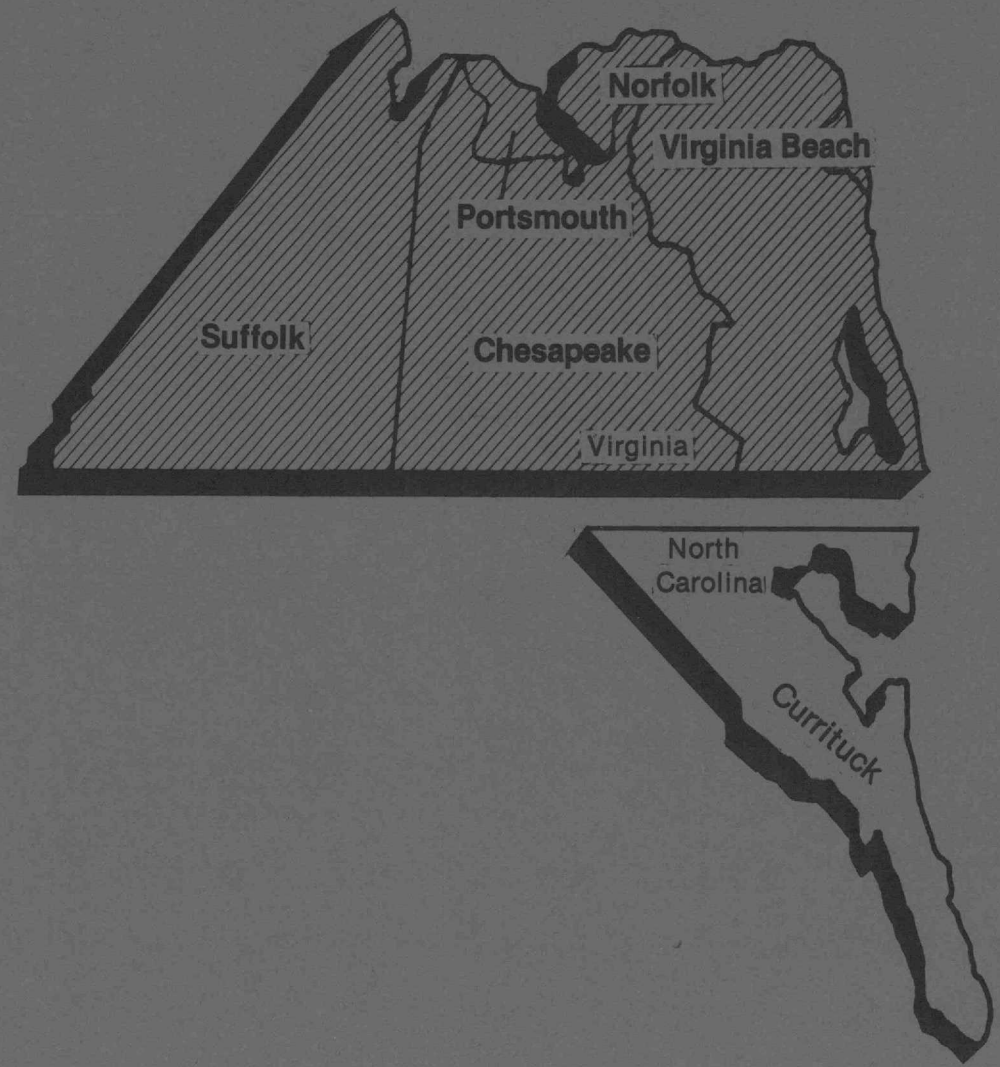 Norfolk
Virginia Beach
Portsmouth
Suffolk
Chesapeake
Virginia
North
Carolina
Currituck